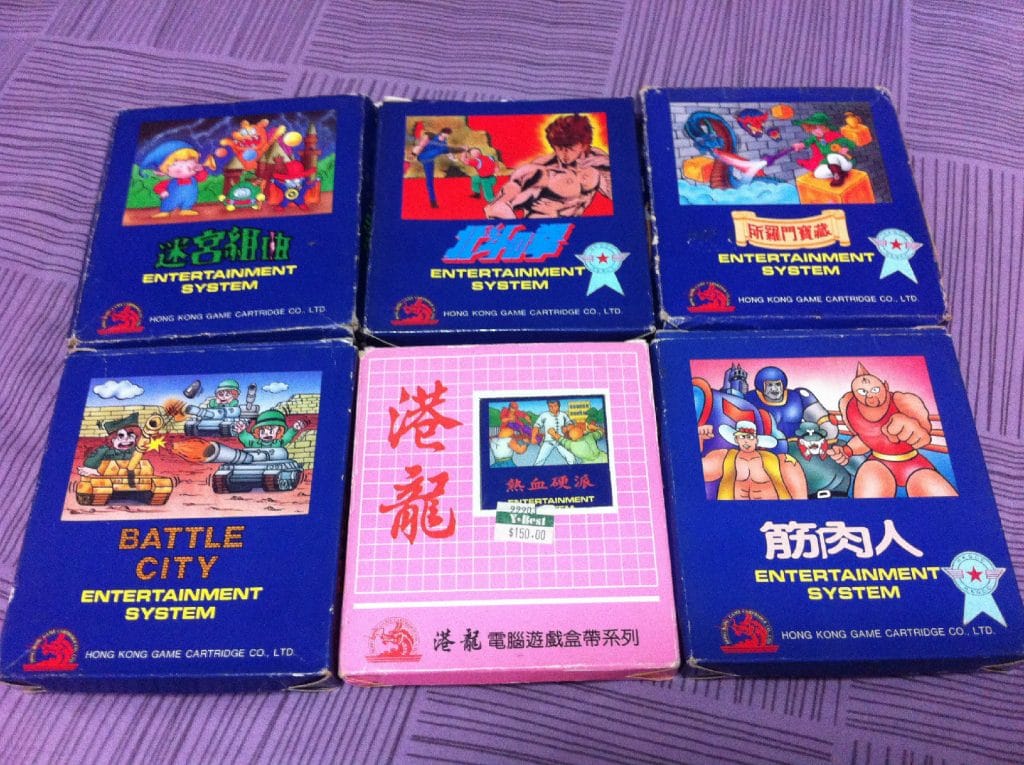 迷宮組曲
ENTERTAINMENT
SYSTEM
HONG KONG GAME CARTRIDGE CO., LTD.
北斗の拳
ENTERTAINMENT
SYSTEM
HONG KONG GAME CARTRIDGE CO., LTD.
所羅門寶藏
ENTERTAINMENT
SYSTEM
HONG KONG GAME CARTRIDGE CO., LTD.
BATTLE
CITY
ENTERTAINMENT
SYSTEM
HONG KONG GAME CARTRIDGE CO., LTD.
港龍
熱血硬派
ENTERTAINMENT
Y•Best
$150.00
港龍 電腦遊戲盒帶系列
筋肉人
ENTERTAINMENT
SYSTEM
HONG KONG GAME CARTRIDGE CO., LTD.